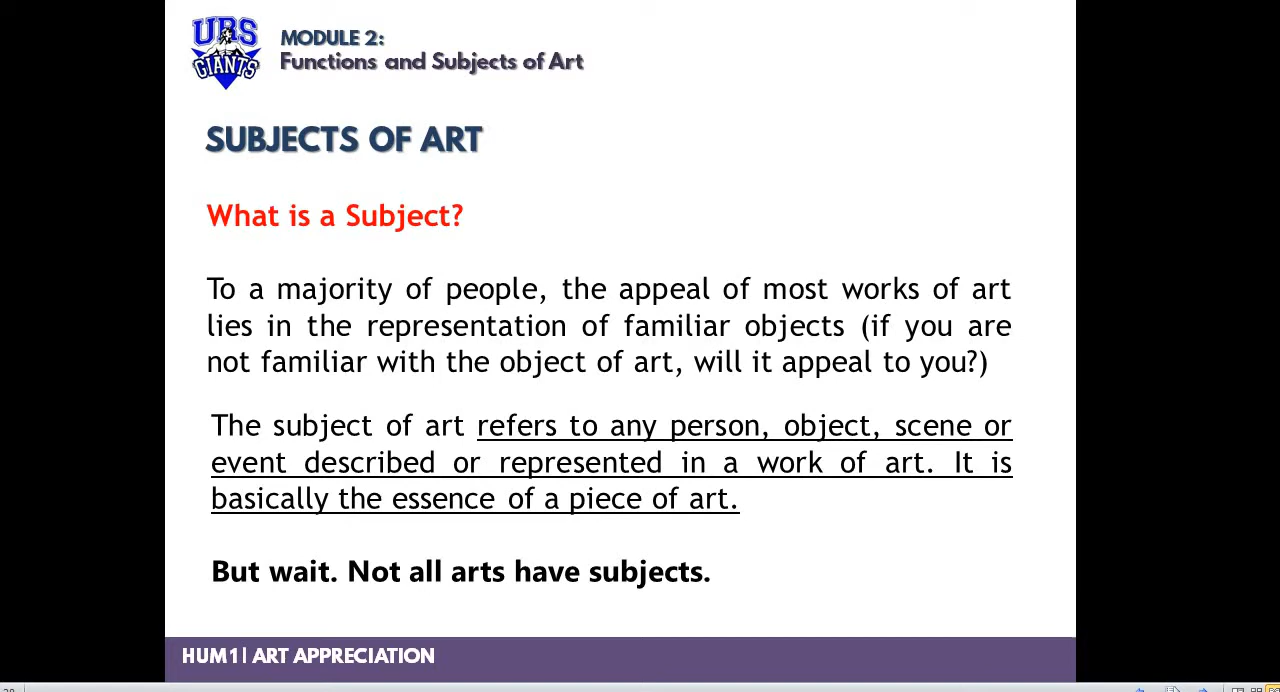 URS
GIANTS
MODULE 2:
Functions and Subjects of Art
SUBJECTS OF ART
What is a Subject?
To a majority of people, the appeal of most works of art
lies in the representation of familiar objects (if you are
not familiar with the object of art, will it appeal to you?)
The subject of art refers to any person, object, scene or
event described or represented in a work of art. It is
basically the essence of a piece of art.
But wait. Not all arts have subjects.
HUM1| ART APPRECIATION